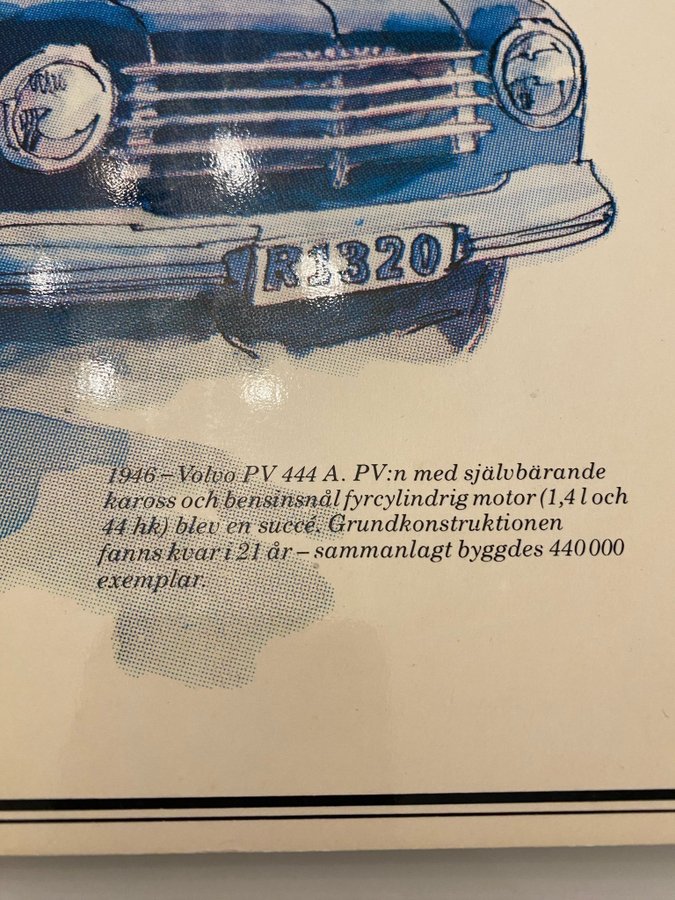 R1320
1946–Volvo PV 444 A. PV:n med självbärande
kaross och bensinsnål fyrcylindrig motor (1,4 l och
44 hk) blev en succé. Grundkonstruktionen
fanns kvar i 21 år – sammanlagt byggdes 440 000
exemplar.